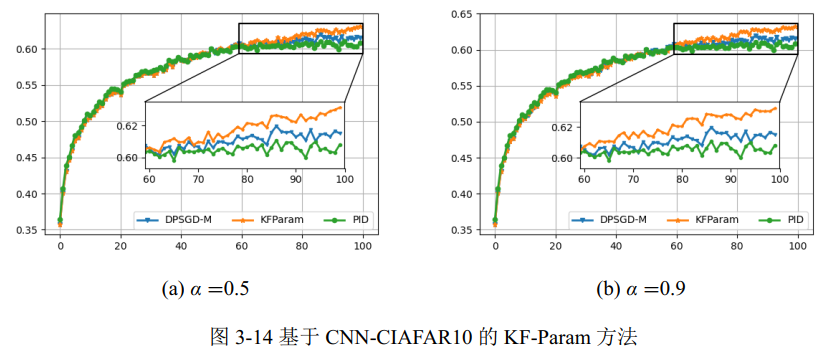 0.60
0.55
0.50
0.45
0.40
0.35
0.62
0.60
60 70 80 90 100
DPSGD-M KFParam PID
0 20 40 60 80 100
(a) α =0.5
0.65
0.60
0.55
0.50
0.45
0.40
0.35
0.62
0.60
60 70 80 90 100
DPSGD-M KFParam PID
0 20 40 60 80 100
(b) α =0.9
图 3-14 基于 CNN-CIAFAR10 的 KF-Param 方法